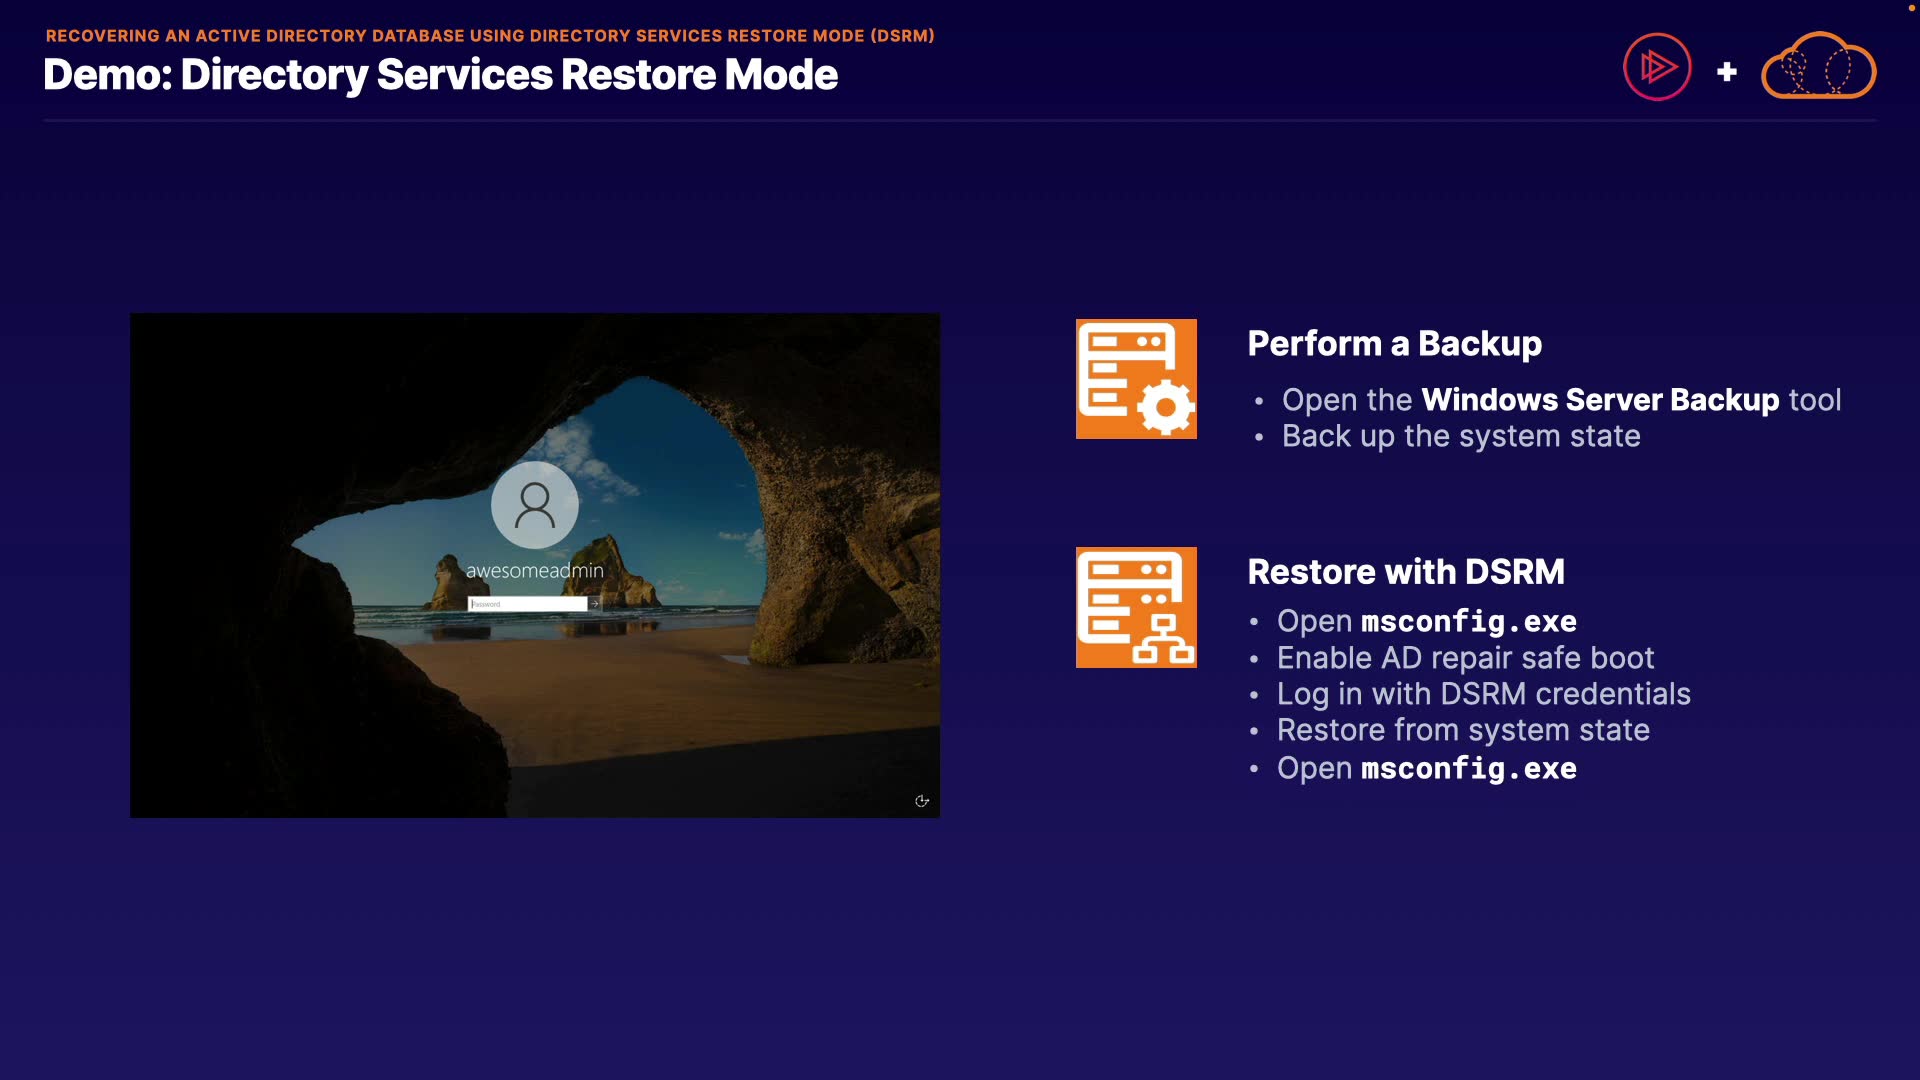 RECOVERING AN ACTIVE DIRECTORY DATABASE USING DIRECTORY SERVICES RESTORE MODE (DSRM)
Demo: Directory Services Restore Mode
+
awesomeadmin
Password
Perform a Backup
• Open the Windows Server Backup tool
• Back up the system state
Restore with DSRM
• Open msconfig.exe
• Enable AD repair safe boot
• Log in with DSRM credentials
• Restore from system state
• Open msconfig.exe